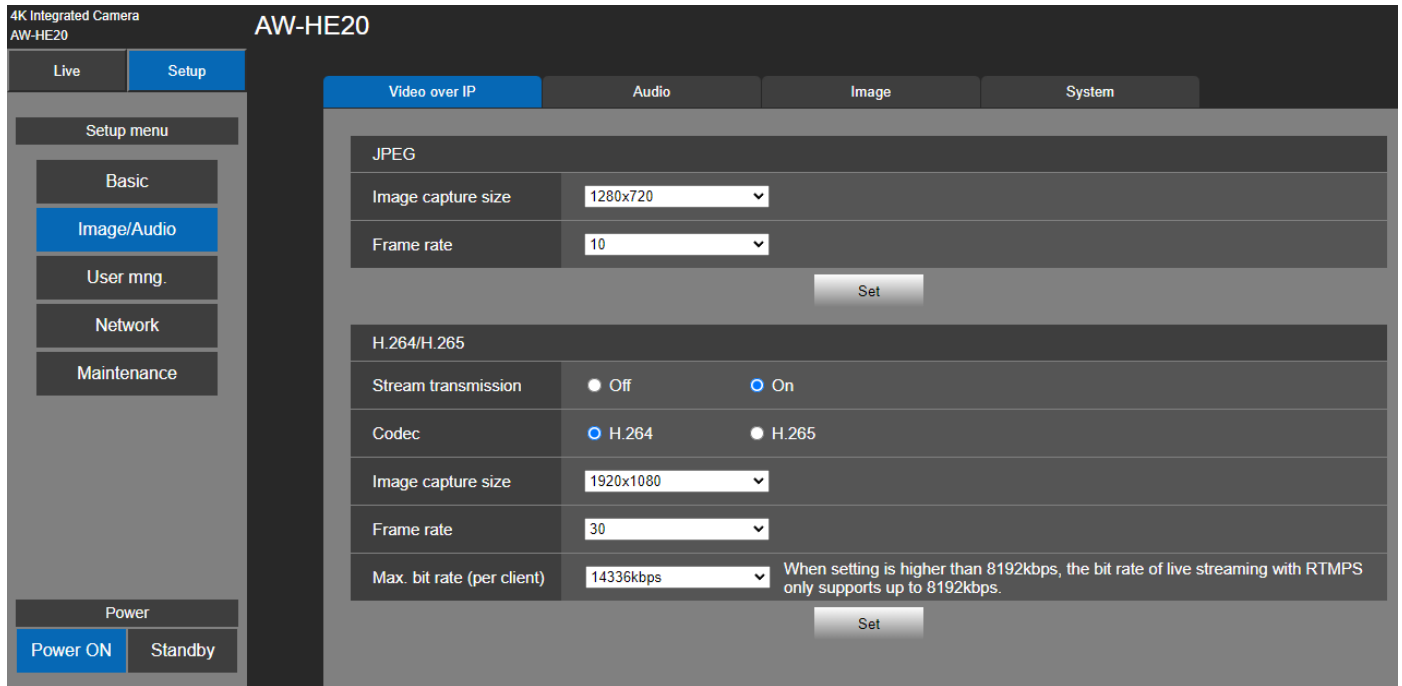 4K Integrated Camera
AW-HE20
AW-HE20
Live
Setup
Setup menu
Basic
Image/Audio
User mng.
Network
Maintenance
Power
Power ON
Standby
Video over IP
Audio
Image
System
JPEG
Image capture size
1280x720
Frame rate
10
Set
H.264/H.265
Stream transmission
Off
On
Codec
H.264
H.265
Image capture size
1920x1080
Frame rate
30
Max. bit rate (per client)
14336kbps
When setting is higher than 8192kbps, the bit rate of live streaming with RTMPS
only supports up to 8192kbps.
Set